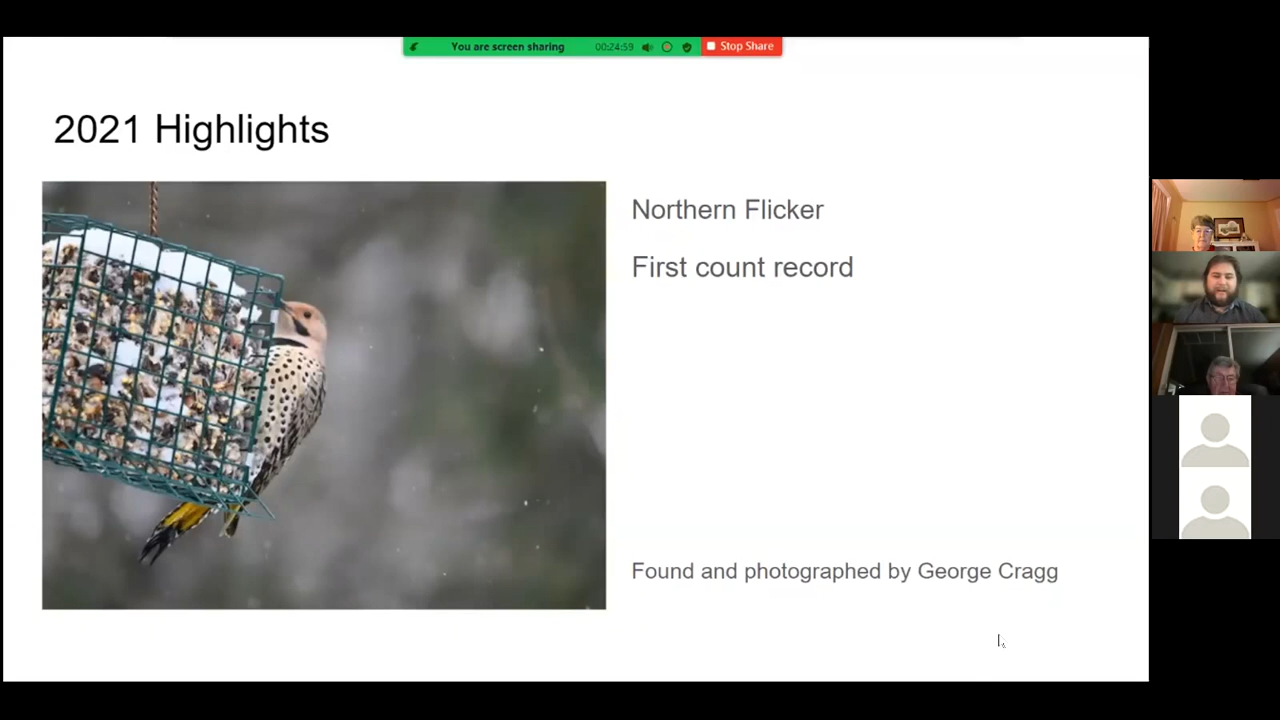 You are screen sharing
00:24:59
Stop Share
2021 Highlights
Northern Flicker
First count record
Found and photographed by George Cragg